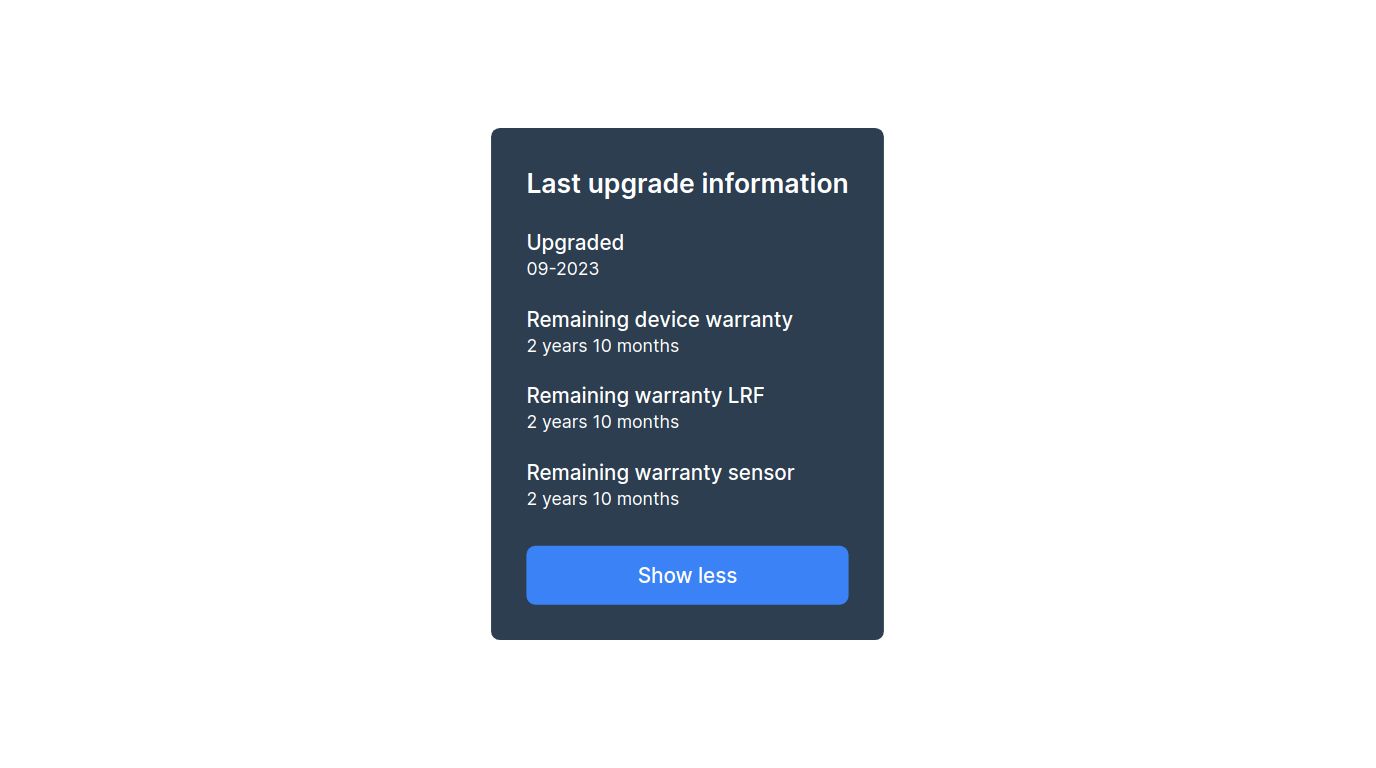 Last upgrade information
Upgraded
09-2023
Remaining device warranty
2 years 10 months
Remaining warranty LRF
2 years 10 months
Remaining warranty sensor
2 years 10 months
Show less